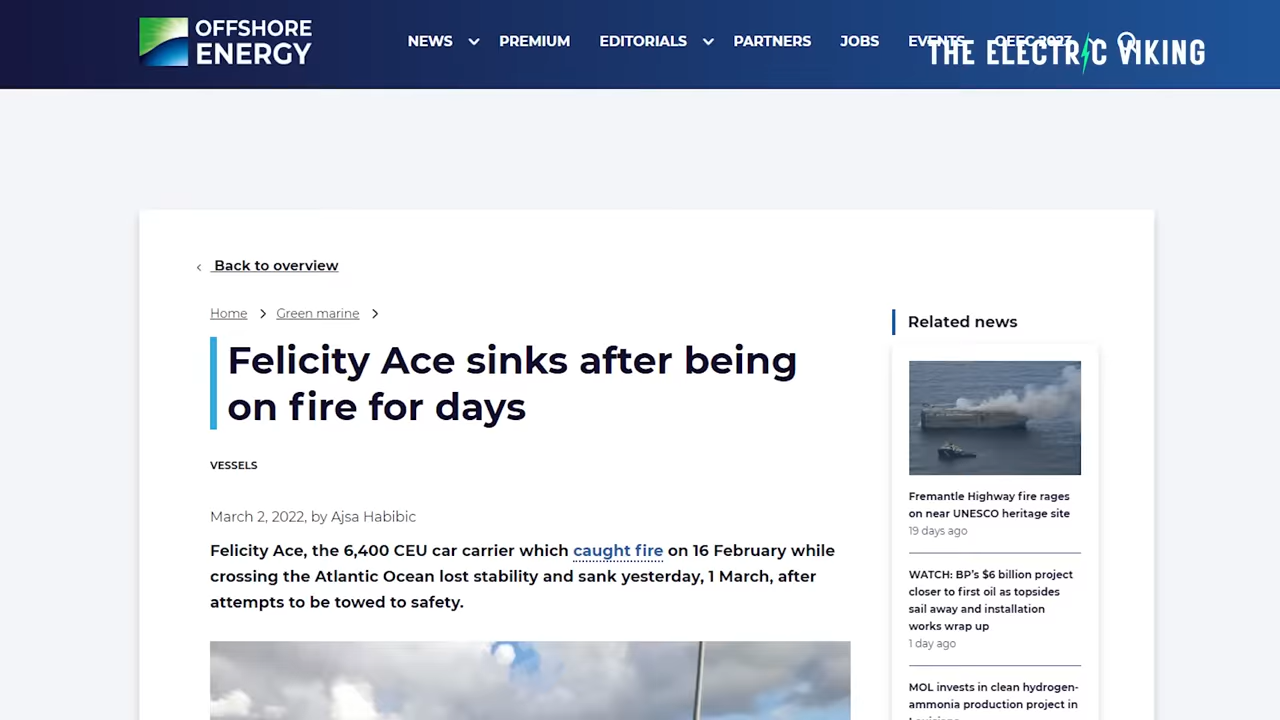 OFFSHORE
ENERGY
NEWS
PREMIUM
EDITORIALS
PARTNERS
JOBS
EVENTS
OEEC 2023
THE ELECTRIC VIKING
Back to overview
Home
Green marine
Felicity Ace sinks after being
on fire for days
VESSELS
March 2, 2022, by Ajsa Habibic
Felicity Ace, the 6,400 CEU car carrier which caught fire on 16 February while
crossing the Atlantic Ocean lost stability and sank yesterday, 1 March, after
attempts to be towed to safety.
Related news
Fremantle Highway fire rages
on near UNESCO heritage site
19 days ago
WATCH: BP's $6 billion project
closer to first oil as topsides
sail away and installation
works wrap up
1 day ago
MOL invests in clean hydrogen-
ammonia production project in
Louisiana